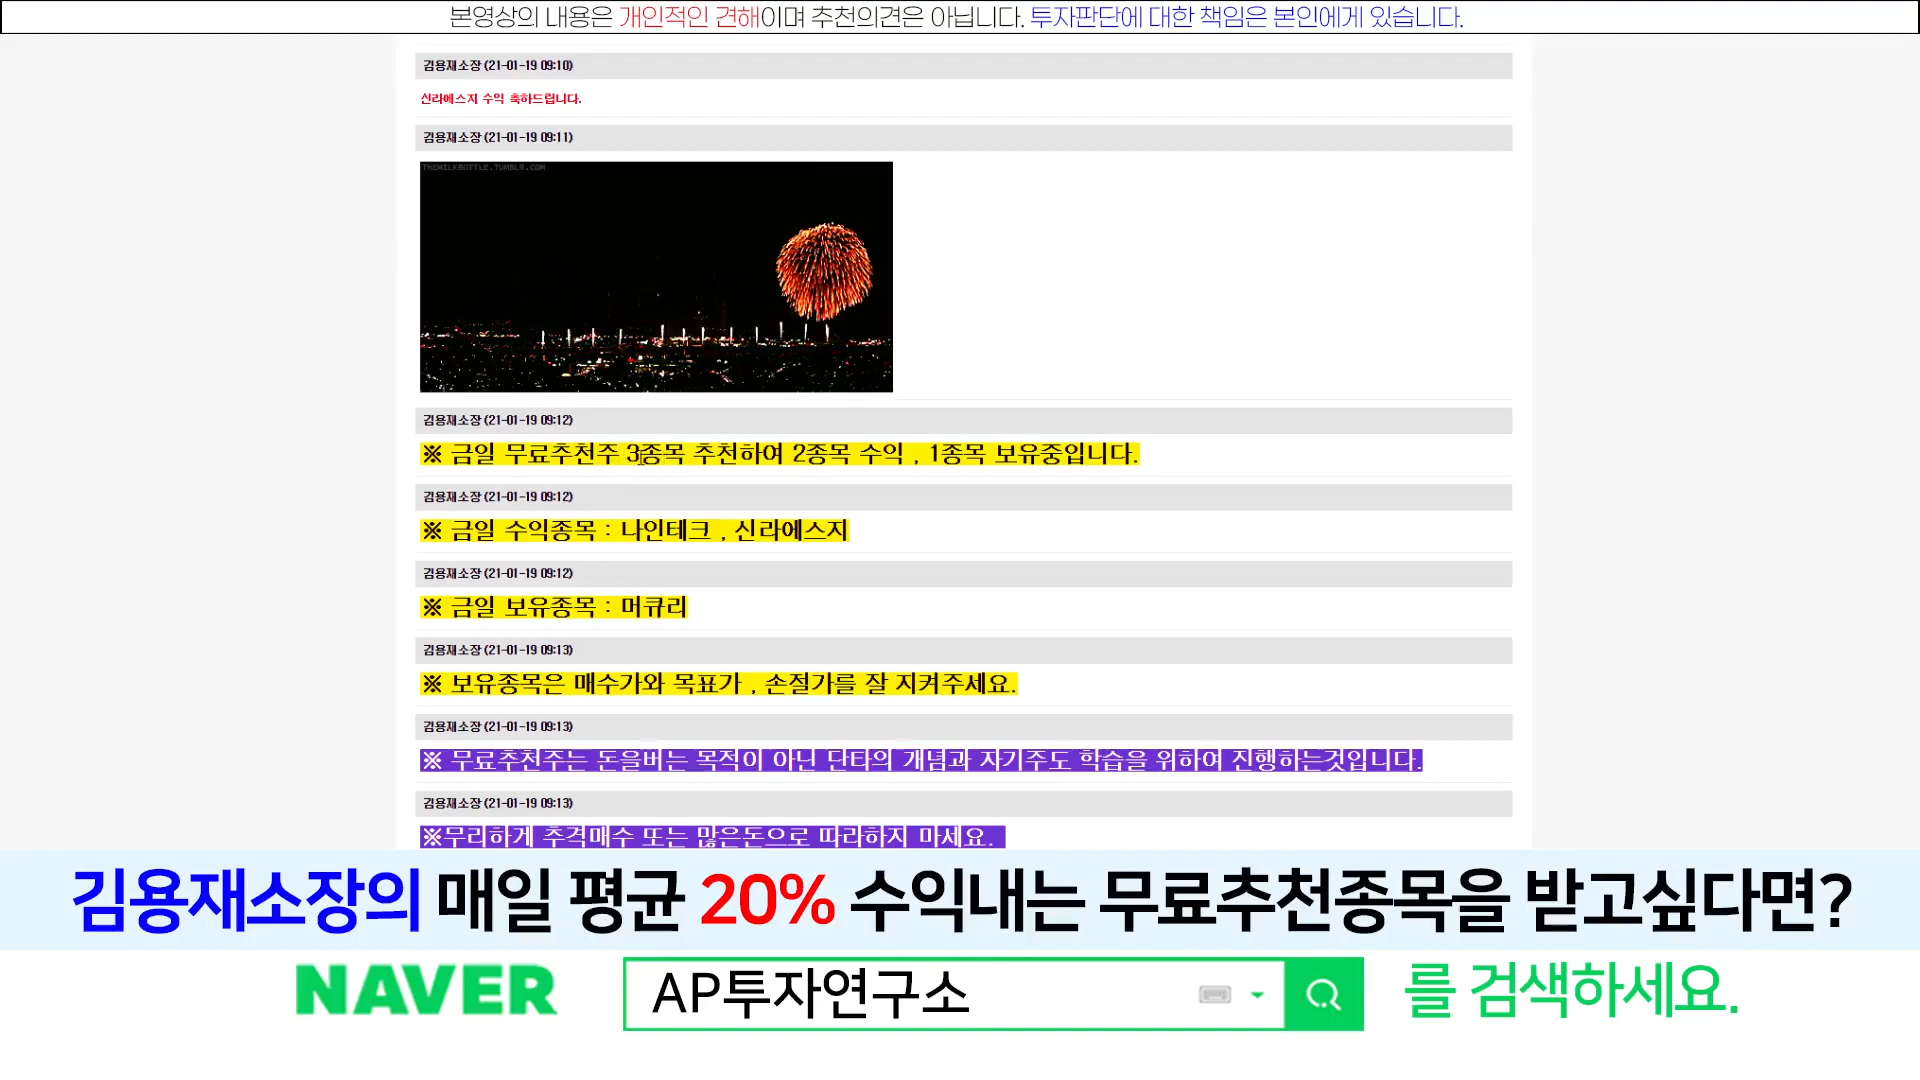 본영상의 내용은 개인적인 견해이며 추천의견은 아닙니다. 투자판단에 대한 책임은 본인에게 있습니다.
김용재소장 (21-01-19 09:10)
신라에스지 수익 축하드립니다.
김용재소장 (21-01-19 09:11)
THEMILKBOTTLE.TUMBLR.COM
김용재소장 (21-01-19 09:12)
※ 금일 무료추천주 3종목 추천하여 2종목 수익 , 1종목 보유중입니다.
김용재소장 (21-01-19 09:12)
※ 금일 수익종목 : 나인테크 , 신라에스지
김용재소장 (21-01-19 09:12)
※ 금일 보유종목 : 머큐리
김용재소장 (21-01-19 09:13)
※ 보유종목은 매수가와 목표가 , 손절가를 잘 지켜주세요.
김용재소장 (21-01-19 09:13)
※ 무료추천주는 돈을버는 목적이 아닌 단타의 개념과 자기주도 학습을 위하여 진행하는것입니다.
김용재소장 (21-01-19 09:13)
※무리하게 추격매수 또는 많은돈으로 따라하지 마세요.
김용재소장의 매일 평균 20% 수익내는 무료추천종목을 받고싶다면?
NAVER AP투자연구소 를 검색하세요.